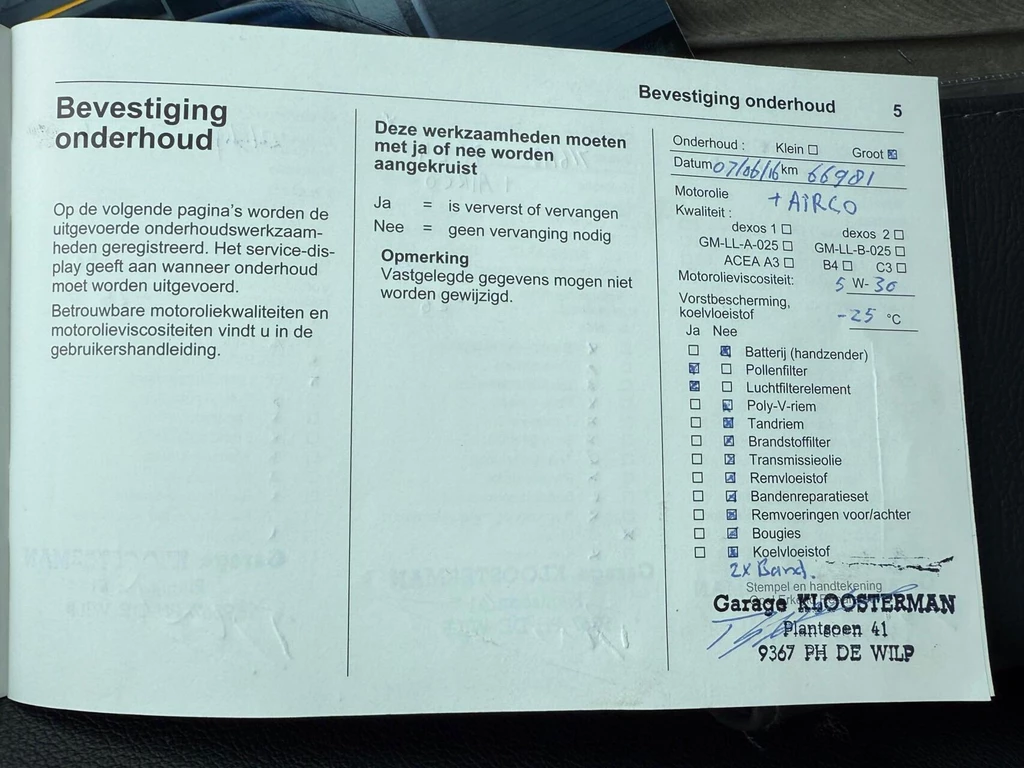 Bevestiging onderhoud 5
Bevestiging
onderhoud
Op de volgende pagina's worden de
uitgevoerde onderhoudswerkzaam-
heden geregistreerd. Het service-dis-
play geeft aan wanneer onderhoud
moet worden uitgevoerd.
Betrouwbare motoroliekwaliteiten en
motorolieviscositeiten vindt u in de
gebruikershandleiding.
Deze werkzaamheden moeten
met ja of nee worden
aangekruist
Ja = is ververst of vervangen
Nee = geen vervanging nodig
Opmerking
Vastgelegde gegevens mogen niet
worden gewijzigd.
Onderhoud : Klein ☐ Groot ☒
Datum 07/06/16 km 66981
Motorolie + AIRCO
Kwaliteit :
dexos 1 ☐ dexos 2 ☐
GM-LL-A-025 ☐ GM-LL-B-025 ☐
ACEA A3 ☐ B4 ☐ C3 ☐
Motorolieviscositeit: 5 W- 30
Vorstbescherming,
koelvloeistof -25 °C
Ja Nee
☐ ☒ Batterij (handzender)
☒ ☐ Pollenfilter
☒ ☐ Luchtfilterelement
☐ ☒ Poly-V-riem
☐ ☒ Tandriem
☐ ☒ Brandstoffilter
☐ ☒ Transmissieolie
☐ ☒ Remvloeistof
☐ ☒ Bandenreparatieset
☐ ☒ Remvoeringen voor/achter
☐ ☒ Bougies
☐ ☒ Koelvloeistof
2x Band.
Stempel en handtekening
Garage KLOOSTERMAN
Plantsoen 41
9367 PH DE WILP